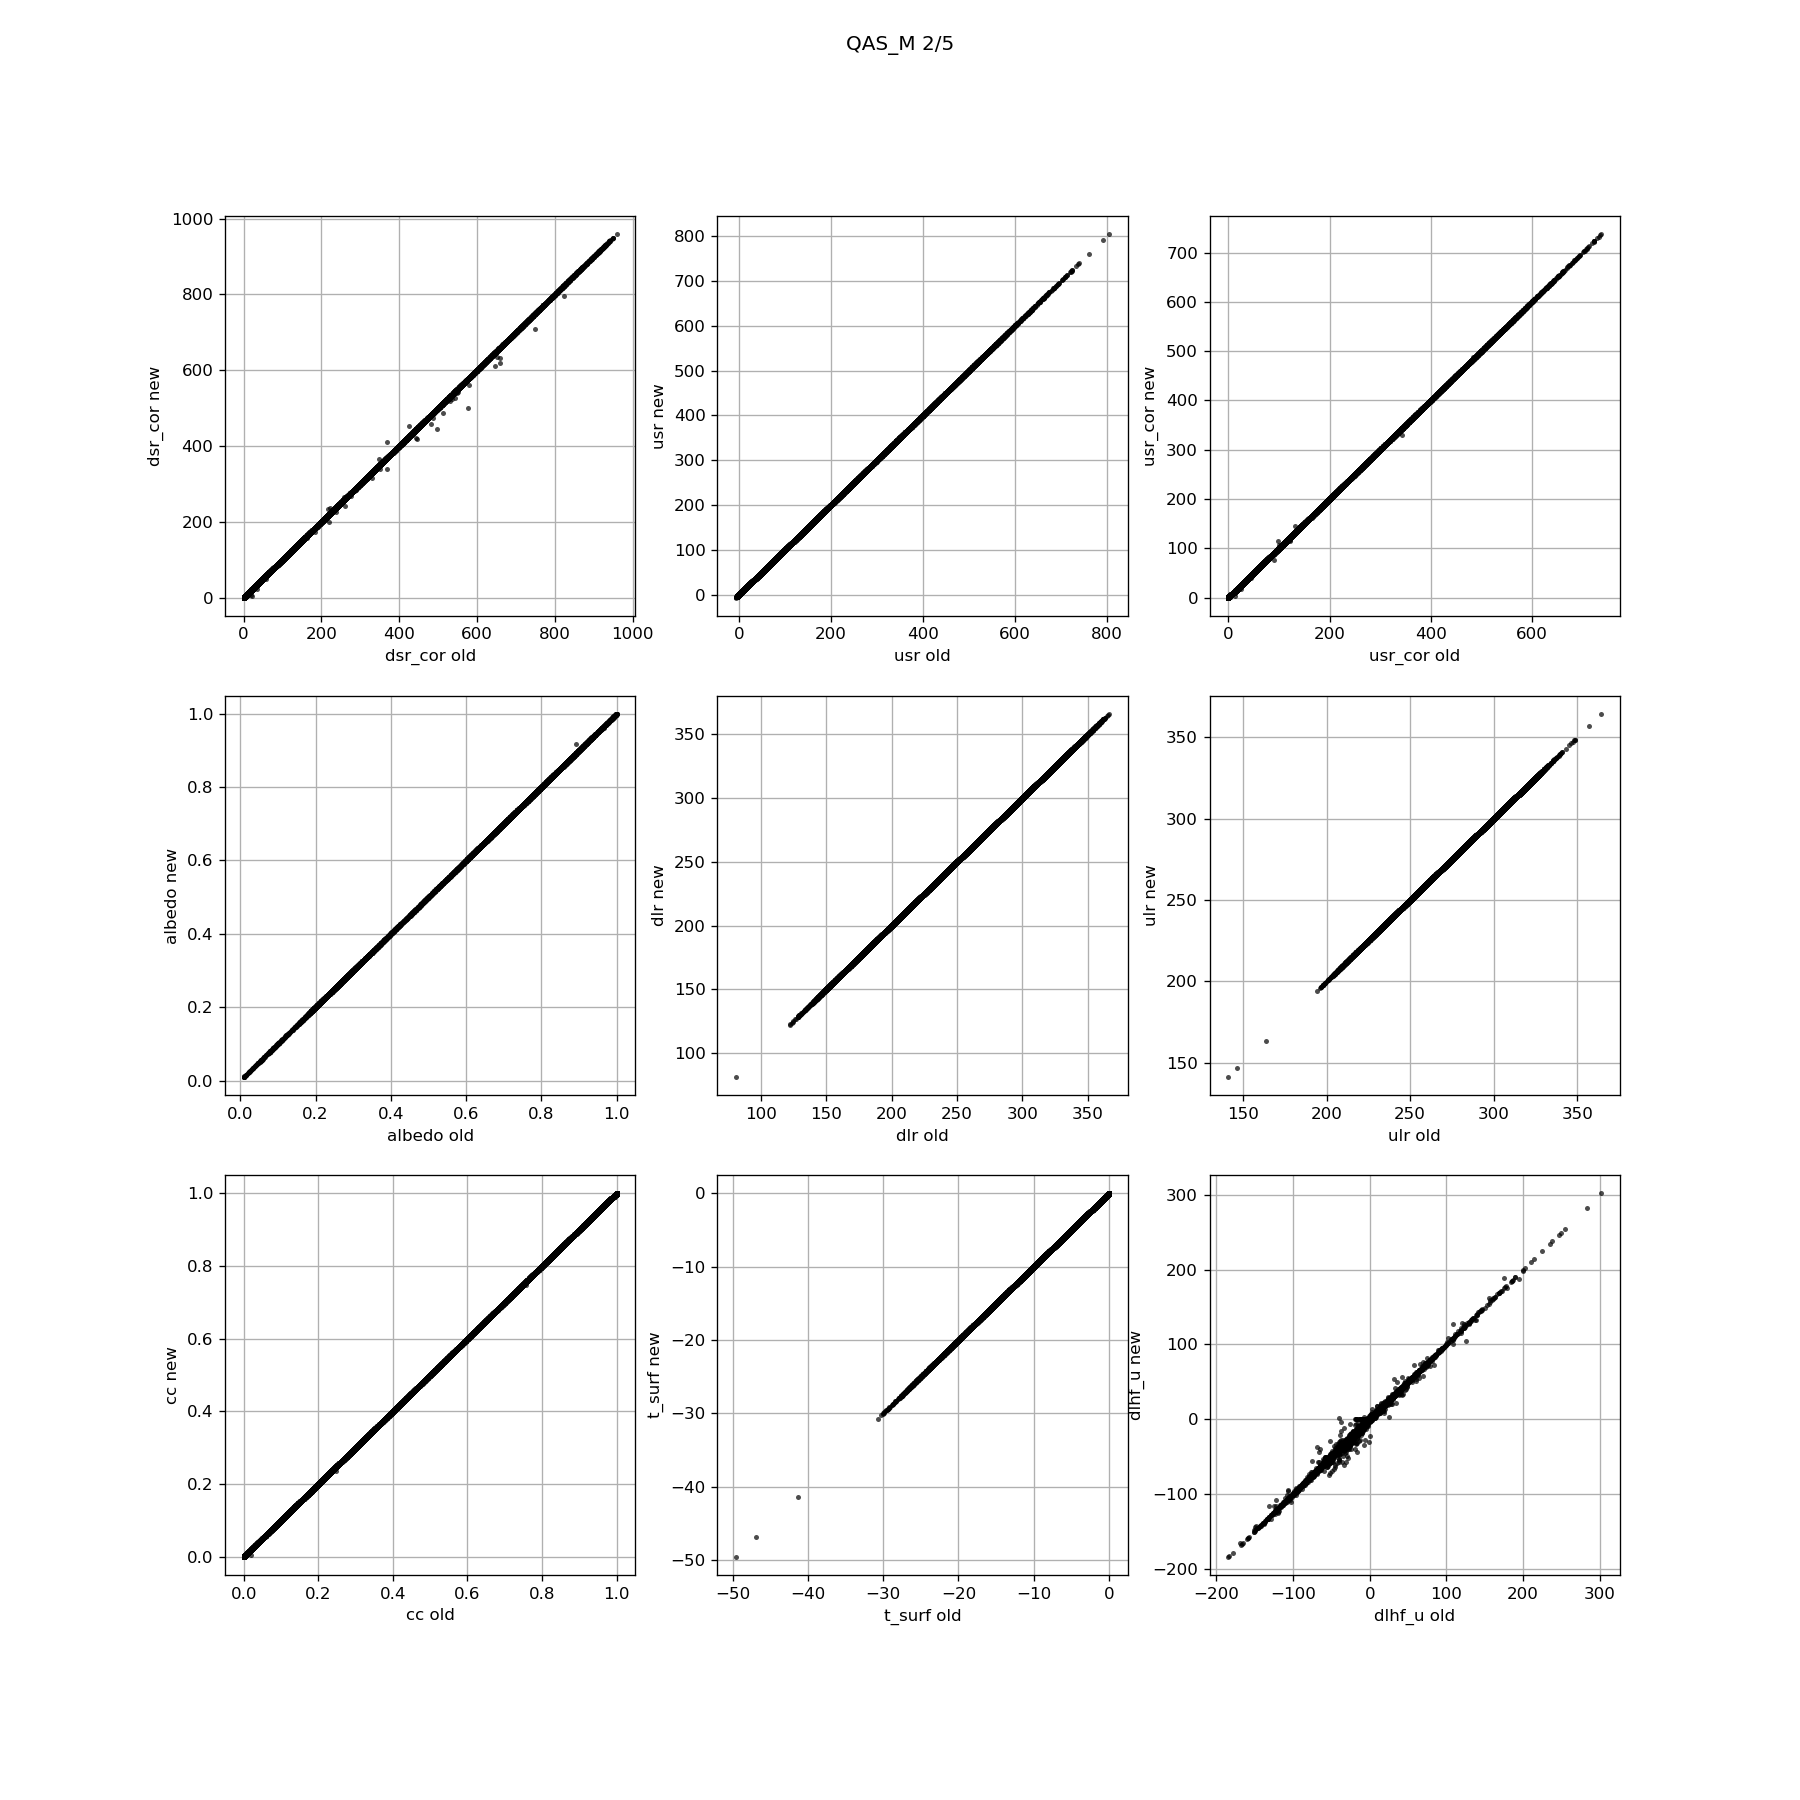 QAS_M 2/5
1000
800
600
400
200
0
dsr_cor new
0 200 400 600 800 1000
dsr_cor old
800
700
600
500
400
300
200
100
0
usr new
0 200 400 600 800
usr old
700
600
500
400
300
200
100
0
usr_cor new
0 200 400 600
usr_cor old
1.0
0.8
0.6
0.4
0.2
0.0
albedo new
0.0 0.2 0.4 0.6 0.8 1.0
albedo old
350
300
250
200
150
100
dlr new
100 150 200 250 300 350
dlr old
350
300
250
200
150
ulr new
150 200 250 300 350
ulr old
1.0
0.8
0.6
0.4
0.2
0.0
cc new
0.0 0.2 0.4 0.6 0.8 1.0
cc old
0
−10
−20
−30
−40
−50
t_surf new
−50 −40 −30 −20 −10 0
t_surf old
300
200
100
0
−100
−200
dlhf_u new
−200 −100 0 100 200 300
dlhf_u old